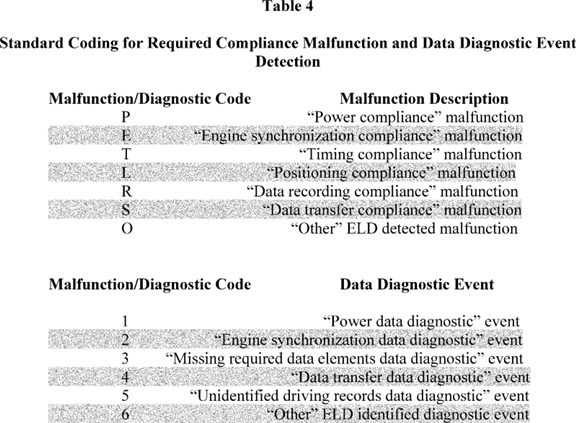 Table 4
Standard Coding for Required Compliance Malfunction and Data Diagnostic Event
Detection
Malfunction/Diagnostic Code Malfunction Description
P “Power compliance” malfunction
E “Engine synchronization compliance” malfunction
T “Timing compliance” malfunction
L “Positioning compliance” malfunction
R “Data recording compliance” malfunction
S “Data transfer compliance” malfunction
O “Other” ELD detected malfunction
Malfunction/Diagnostic Code Data Diagnostic Event
1 “Power data diagnostic” event
2 “Engine synchronization data diagnostic” event
3 “Missing required data elements data diagnostic” event
4 “Data transfer data diagnostic” event
5 “Unidentified driving records data diagnostic” event
6 “Other” ELD identified diagnostic event